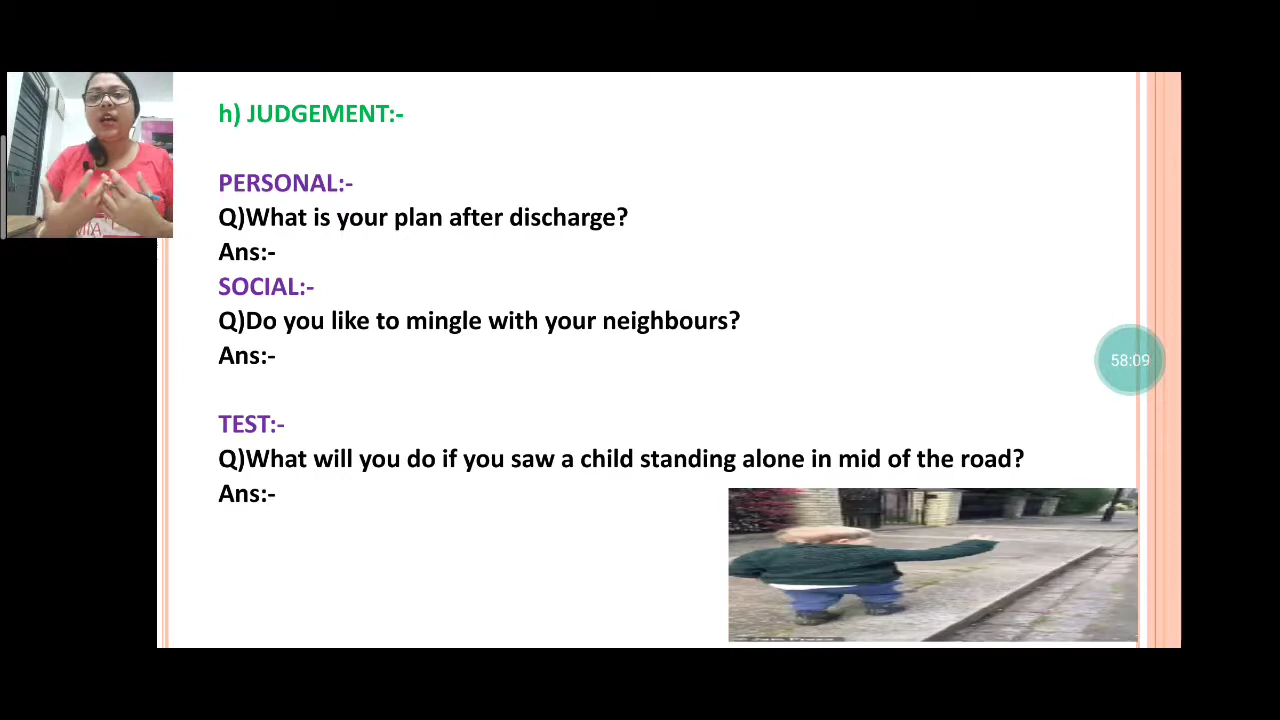 h) JUDGEMENT:-
PERSONAL:-
Q)What is your plan after discharge?
Ans:-
SOCIAL:-
Q)Do you like to mingle with your neighbours?
Ans:-
58:09
TEST:-
Q)What will you do if you saw a child standing alone in mid of the road?
Ans:-